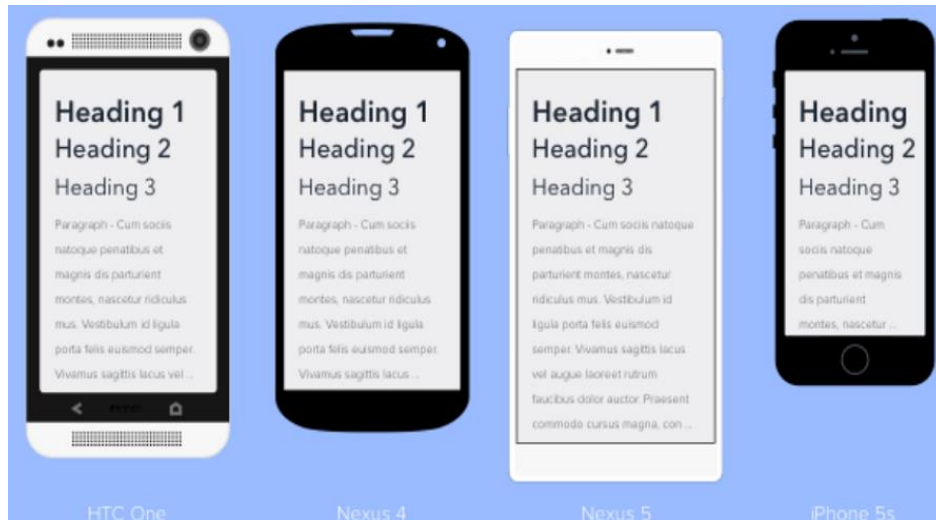 Heading 1
Heading 2
Heading 3
Paragraph - Cum sociis
natoque penatibus et
magnis dis parturient
montes, nascetur ridiculus
mus. Vestibulum id ligula
porta felis euismod semper.
Vivamus sagittis lacus vel ...
HTC One
Heading 1
Heading 2
Heading 3
Paragraph - Cum sociis
natoque penatibus et
magnis dis parturient
montes, nascetur ridiculus
mus. Vestibulum id ligula
porta felis euismod semper.
Vivamus sagittis lacus ...
Nexus 4
Heading 1
Heading 2
Heading 3
Paragraph - Cum sociis natoque
penatibus et magnis dis
parturient montes, nascetur
ridiculus mus. Vestibulum id
ligula porta felis euismod
semper. Vivamus sagittis lacus
vel augue laoreet rutrum
faucibus dolor auctor. Praesent
commodo cursus magna, con ...
Nexus 5
Heading
Heading 2
Heading 3
Paragraph - Cum
sociis natoque
penatibus et magnis
dis parturient
montes, nascetur ...
iPhone 5s